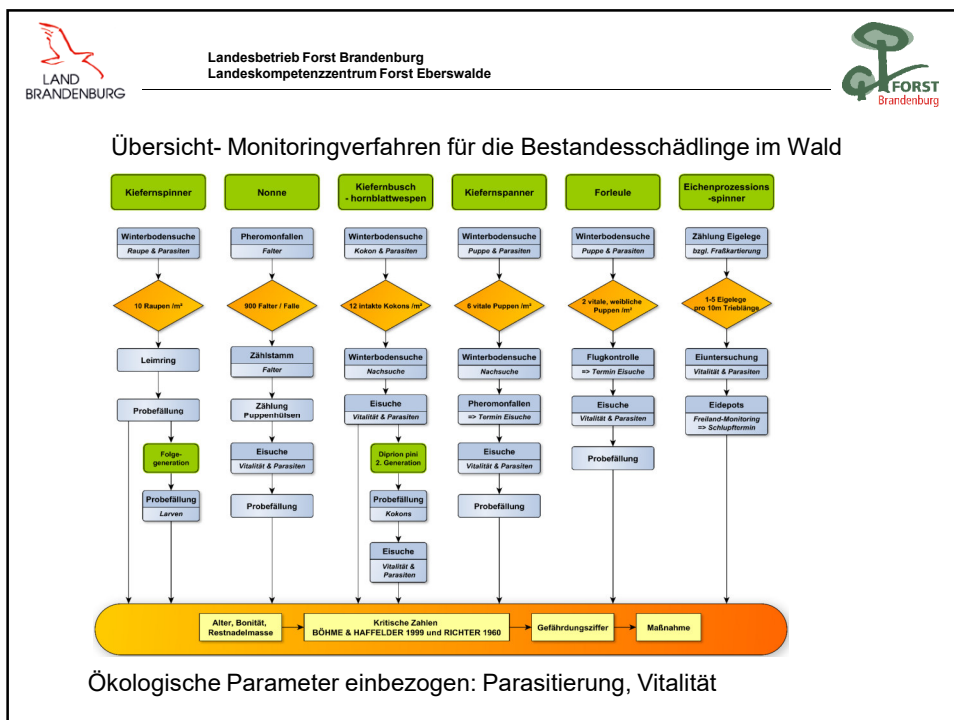 LAND
BRANDENBURG
Landesbetrieb Forst Brandenburg
Landeskompetenzzentrum Forst Eberswalde
FORST
Brandenburg
Übersicht- Monitoringverfahren für die Bestandesschädlinge im Wald
Kiefernspinner
Winterbodensuche
Raupe & Parasiten
10 Raupen /m²
Leimring
Probefällung
Folge-
generation
Probefällung
Larven
Nonne
Pheromonfallen
Falter
900 Falter / Falle
Zählstamm
Falter
Zählung
Puppenhülsen
Eisuche
Vitalität & Parasiten
Probefällung
Kiefernbusch
- hornblattwespen
Winterbodensuche
Kokon & Parasiten
12 intakte Kokons /m²
Winterbodensuche
Nachsuche
Eisuche
Vitalität & Parasiten
Diprion pini
2. Generation
Probefällung
Kokons
Eisuche
Vitalität &
Parasiten
Kiefernspanner
Winterbodensuche
Puppe & Parasiten
6 vitale Puppen /m²
Winterbodensuche
Nachsuche
Pheromonfallen
=> Termin Eisuche
Eisuche
Vitalität & Parasiten
Probefällung
Forleule
Winterbodensuche
Puppe & Parasiten
2 vitale, weibliche
Puppen /m²
Flugkontrolle
=> Termin Eisuche
Eisuche
Vitalität & Parasiten
Probefällung
Eichenprozessions
-spinner
Zählung Eigelege
bzgl. Fraßkartierung
1-5 Eigelege
pro 10m Trieblänge
Eiuntersuchung
Vitalität & Parasiten
Eidepots
Freiland-Monitoring
=> Schlupftermin
Alter, Bonität,
Restnadelmasse
Kritische Zahlen
BÖHME & HAFFELDER 1999 und RICHTER 1960
Gefährdungsziffer
Maßnahme
Ökologische Parameter einbezogen: Parasitierung, Vitalität